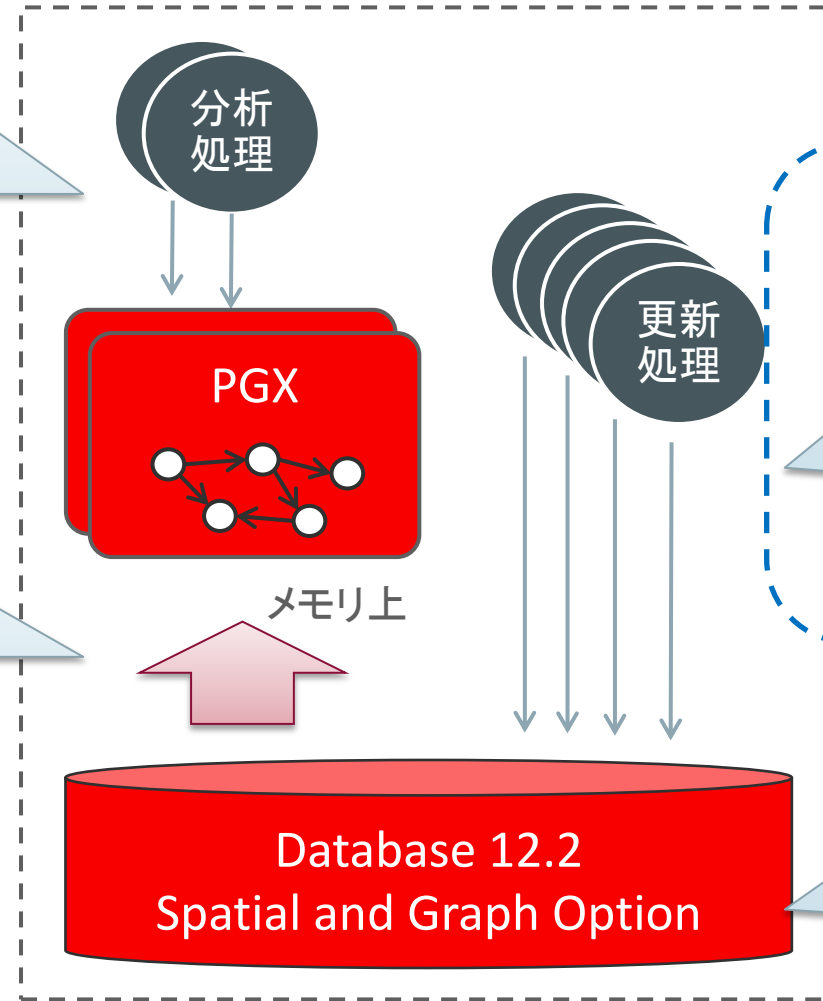 分析
処理
更新
処理
PGX
メモリ上
Database 12.2
Spatial and Graph Option